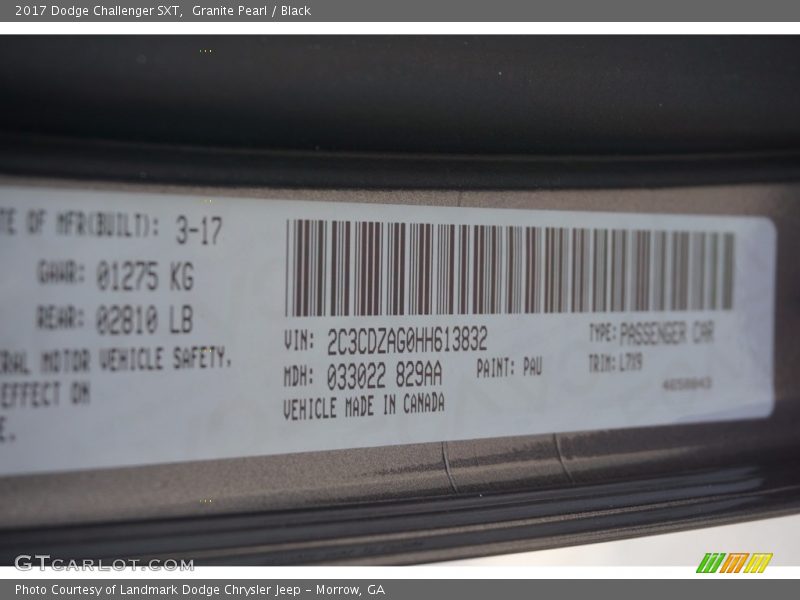 2017 Dodge Challenger SXT, Granite Pearl / Black
TE OF MFR(BUILT): 3-17
GAWR: 01275 KG
REAR: 02810 LB
ERAL MOTOR VEHICLE SAFETY,
EFFECT ON
E.
VIN: 2C3CDZAG0HH613832
TYPE: PASSENGER CAR
MDH: 033022 829AA
PAINT: PAU
TRIM: L7X9
VEHICLE MADE IN CANADA
GTcarlot.com
Photo Courtesy of Landmark Dodge Chrysler Jeep – Morrow, GA